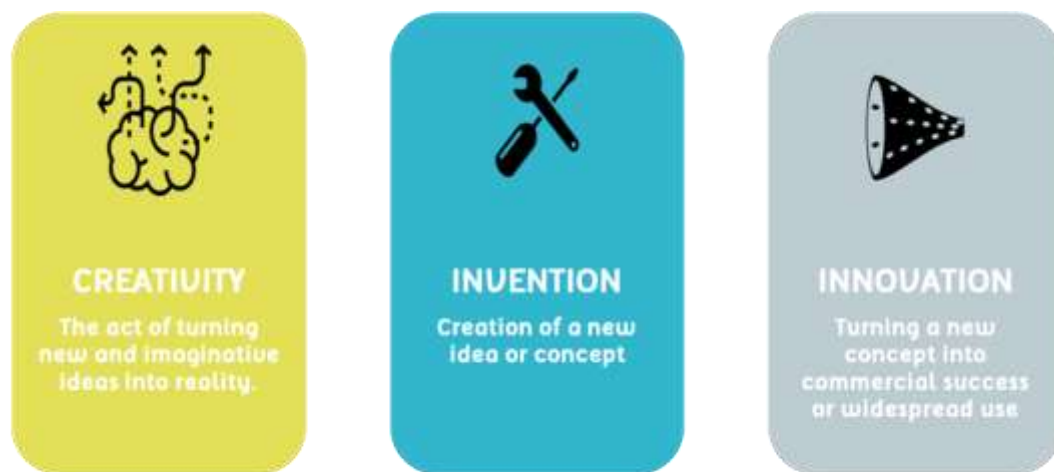 CREATIVITY
The act of turning
new and imaginative
ideas into reality.
INVENTION
Creation of a new
idea or concept
INNOVATION
Turning a new
concept into
commercial success
or widespread use